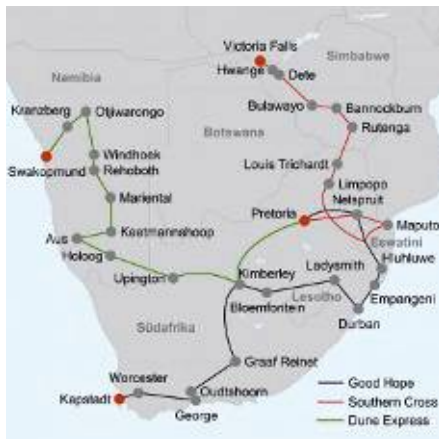 Victoria Falls
Simbabwe
Hwange
Dete
Namibia
Kranzberg
Otjiwarongo
Bulawayo
Bannockburn
Botswana
Rutenga
Windhoek
Swakopmund
Rehoboth
Louis Trichardt
Mariental
Limpopo
Nelspruit
Pretoria
Maputo
Aus
Keetmannshoop
Eswatini
Holoog
Hluhluwe
Ladysmith
Upington
Kimberley
Lesotho
Empangeni
Bloemfontein
Durban
Südafrika
Graaf Reinet
Worcester
Oudtshoorn
Kapstadt
George
Good Hope
Southern Cross
Dune Express